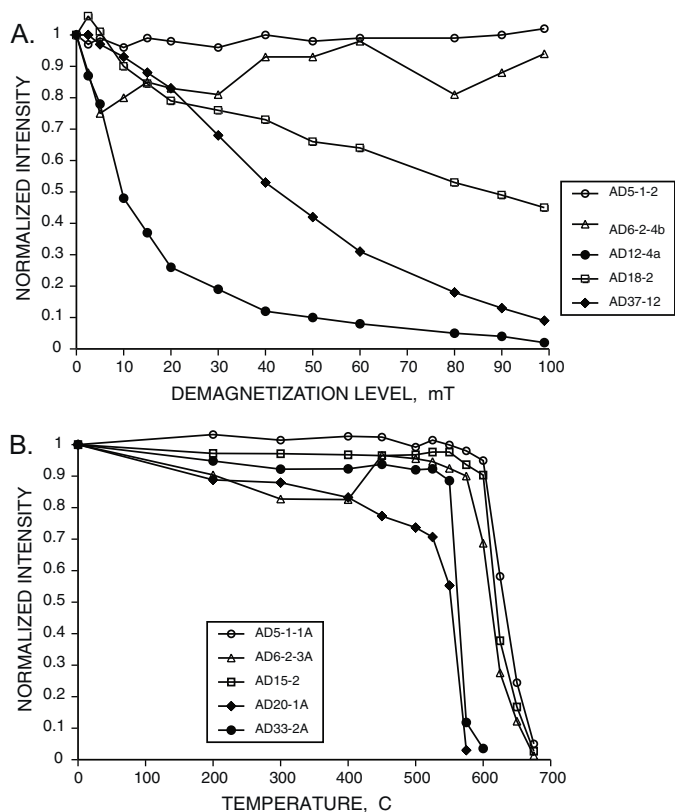 A.
NORMALIZED INTENSITY
1
0.9
0.8
0.7
0.6
0.5
0.4
0.3
0.2
0.1
0
0 10 20 30 40 50 60 70 80 90 100
DEMAGNETIZATION LEVEL, mT
AD5-1-2
AD6-2-4b
AD12-4a
AD18-2
AD37-12
B.
NORMALIZED INTENSITY
1
0.9
0.8
0.7
0.6
0.5
0.4
0.3
0.2
0.1
0
AD5-1-1A
AD6-2-3A
AD15-2
AD20-1A
AD33-2A
0 100 200 300 400 500 600 700
TEMPERATURE, C